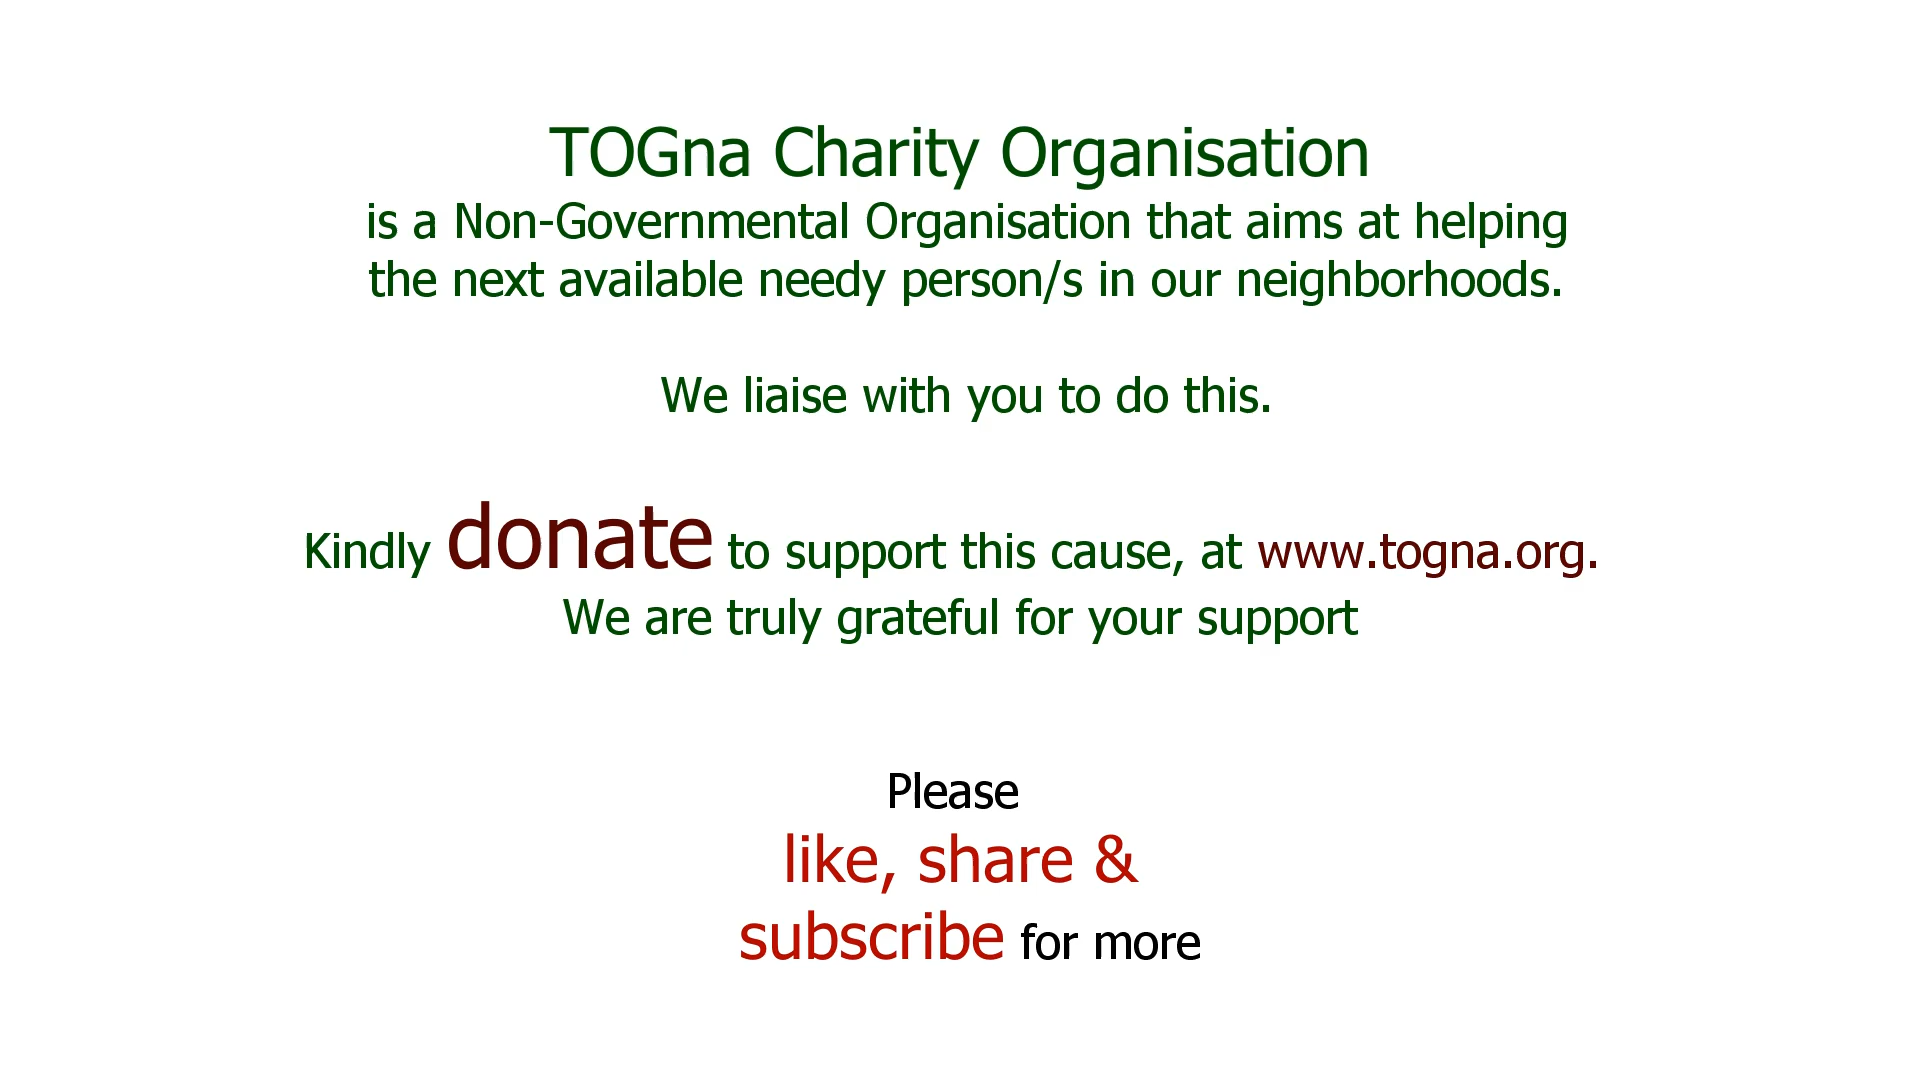 TOGna Charity Organisation
is a Non-Governmental Organisation that aims at helping
the next available needy person/s in our neighborhoods.
We liaise with you to do this.
Kindly donate to support this cause, at www.togna.org.
We are truly grateful for your support
Please
like, share &
subscribe for more